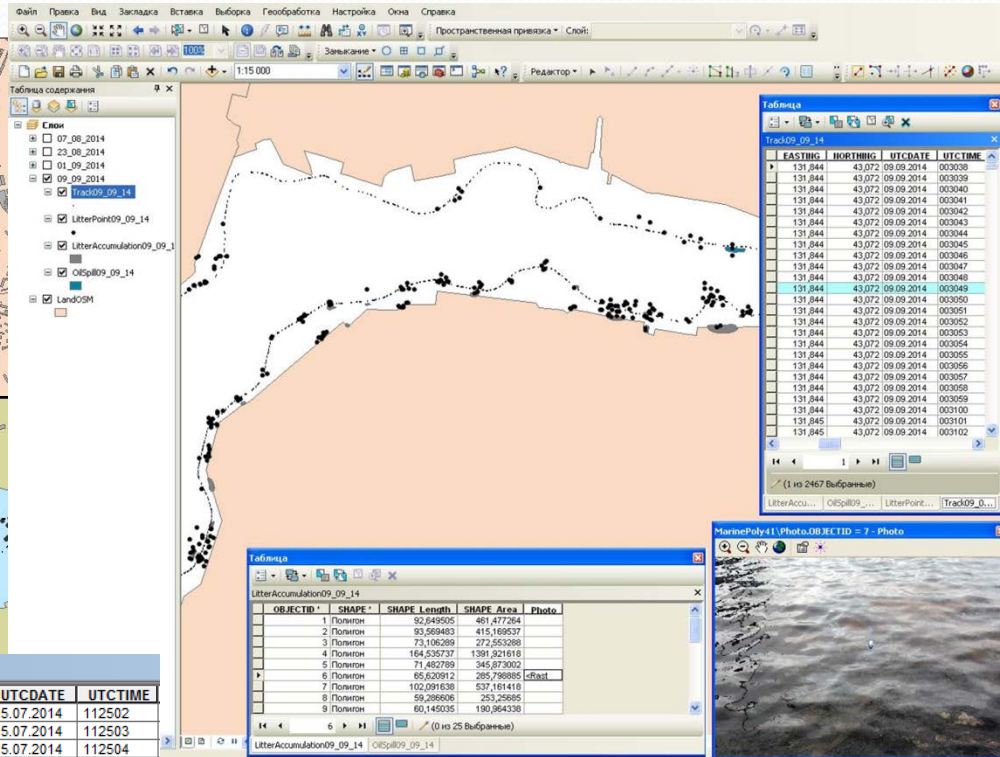 Файл Правка Вид Закладка Вставка Выборка Геообработка Настройка Окна Справка
Пространственная привязка Слой:
100% Замыкание
1:15 000 Редактор
Таблица содержания
Слои
07_08_2014
23_08_2014
01_09_2014
09_09_2014
Track09_09_14
LitterPoint09_09_14
LitterAccumulation09_09_1
OilSpill09_09_14
LandOSM
Таблица
Track09_09_14
EASTING NORTHING UTCDATE UTCTIME
131,844 43,072 09.09.2014 003038
131,844 43,072 09.09.2014 003039
131,844 43,072 09.09.2014 003040
131,844 43,072 09.09.2014 003041
131,844 43,072 09.09.2014 003042
131,844 43,072 09.09.2014 003043
131,844 43,072 09.09.2014 003044
131,844 43,072 09.09.2014 003045
131,844 43,072 09.09.2014 003046
131,844 43,072 09.09.2014 003047
131,844 43,072 09.09.2014 003048
131,844 43,072 09.09.2014 003049
131,844 43,072 09.09.2014 003050
131,844 43,072 09.09.2014 003051
131,844 43,072 09.09.2014 003052
131,844 43,072 09.09.2014 003053
131,844 43,072 09.09.2014 003054
131,844 43,072 09.09.2014 003055
131,844 43,072 09.09.2014 003056
131,844 43,072 09.09.2014 003057
131,844 43,072 09.09.2014 003058
131,844 43,072 09.09.2014 003059
131,844 43,072 09.09.2014 003100
131,845 43,072 09.09.2014 003101
131,845 43,072 09.09.2014 003102
1
(1 из 2467 Выбранные)
LitterAccu... OilSpill09_... LitterPoint... Track09_0...
Таблица
LitterAccumulation09_09_14
OBJECTID * SHAPE * SHAPE_Length SHAPE_Area Photo
1 Полигон 92,649505 461,477264
2 Полигон 93,569483 415,169537
3 Полигон 73,106289 272,553288
4 Полигон 164,535737 1391,921618
5 Полигон 71,482789 345,873002
6 Полигон 65,620912 285,798885 <Rast
7 Полигон 102,091638 537,161418
8 Полигон 59,286606 253,25685
9 Полигон 60,145035 190,964338
6 (0 из 25 Выбранные)
LitterAccumulation09_09_14 OilSpill09_09_14
MarinePoly41\Photo.OBJECTID = 7 - Photo
UTCDATE UTCTIME
5.07.2014 112502
5.07.2014 112503
5.07.2014 112504